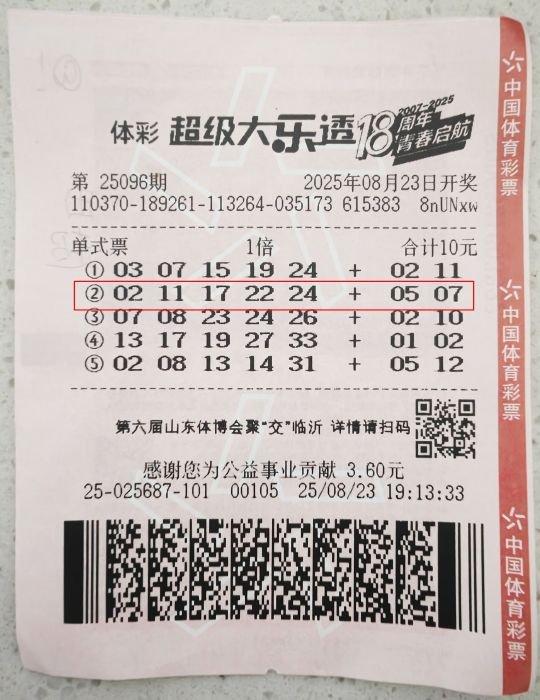 体彩 超级大乐透 18周年 2007-2025 青春启航
第 25096期 2025年08月23日开奖
110370-189261-113264-035173 615383 8nUNxw
单式票 1倍 合计10元
① 03 07 15 19 24 + 02 11
② 02 11 17 22 24 + 05 07
③ 07 08 23 24 26 + 02 10
④ 13 17 19 27 33 + 01 02
⑤ 02 08 13 14 31 + 05 12
第六届山东体博会聚“交”临沂 详情请扫码
感谢您为公益事业贡献 3.60元
25-025687-101 00105 25/08/23 19:13:33
中国体育彩票
中国体育彩票
中国体育彩票